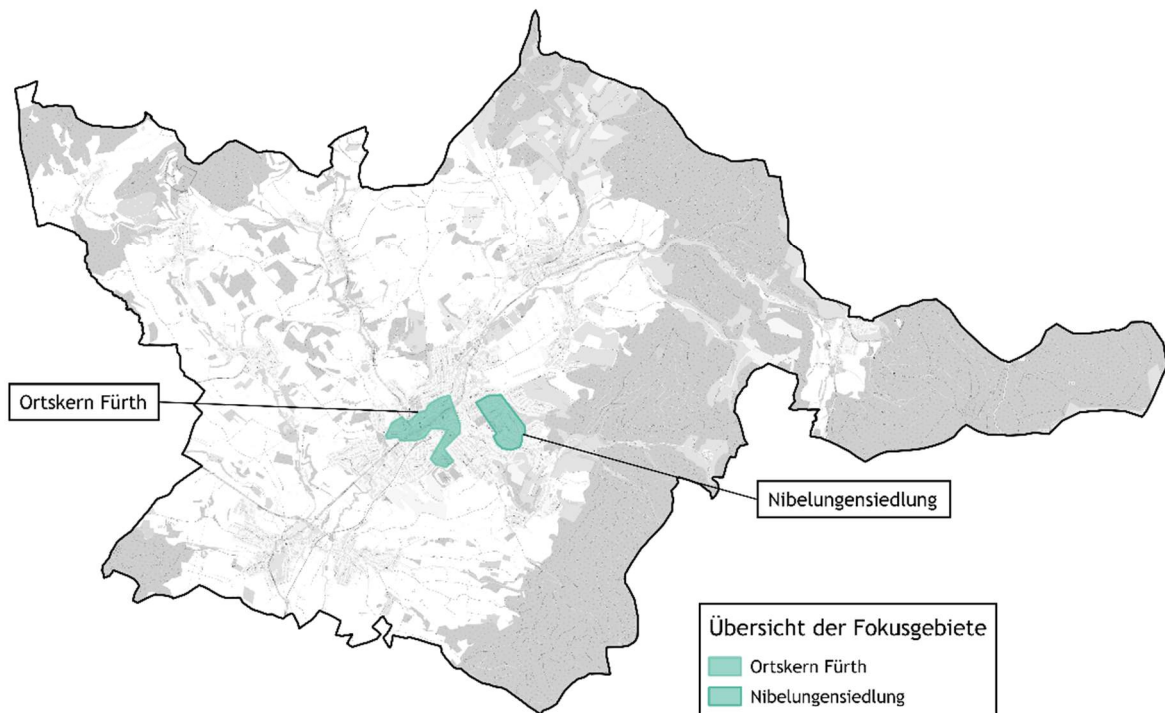 Ortskern Fürth
Nibelungensiedlung
Übersicht der Fokusgebiete
Ortskern Fürth
Nibelungensiedlung